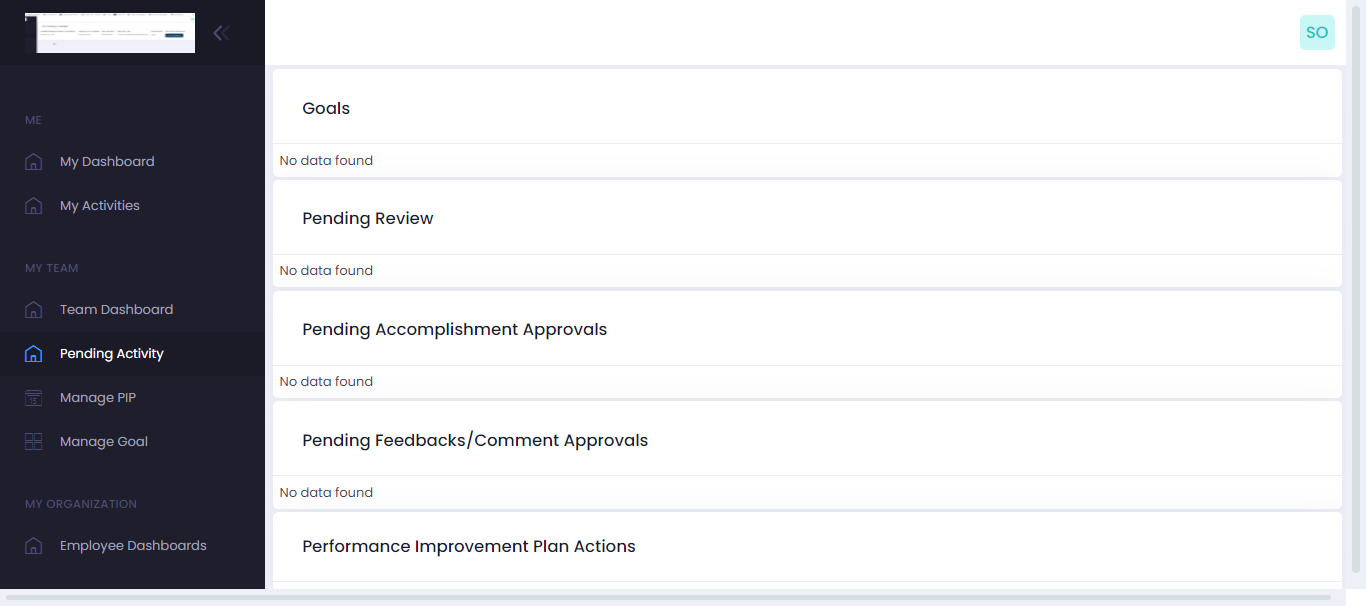 SO
ME
My Dashboard
My Activities
MY TEAM
Team Dashboard
Pending Activity
Manage PIP
15
Manage Goal
MY ORGANIZATION
Employee Dashboards
Goals
No data found
Pending Review
No data found
Pending Accomplishment Approvals
No data found
Pending Feedbacks/Comment Approvals
No data found
Performance Improvement Plan Actions